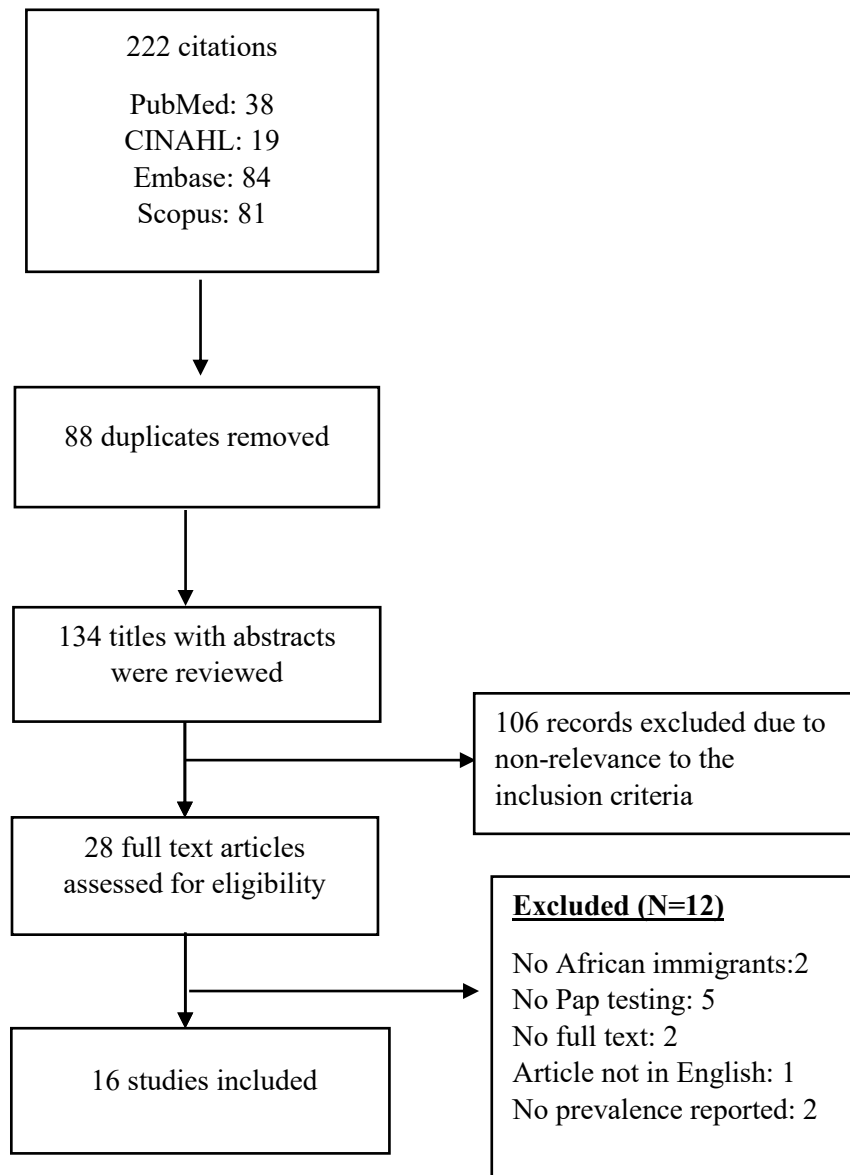 222 citations
PubMed: 38
CINAHL: 19
Embase: 84
Scopus: 81
88 duplicates removed
134 titles with abstracts
were reviewed
106 records excluded due to
non-relevance to the
inclusion criteria
28 full text articles
assessed for eligibility
Excluded (N=12)
No African immigrants:2
No Pap testing: 5
No full text: 2
Article not in English: 1
No prevalence reported: 2
16 studies included